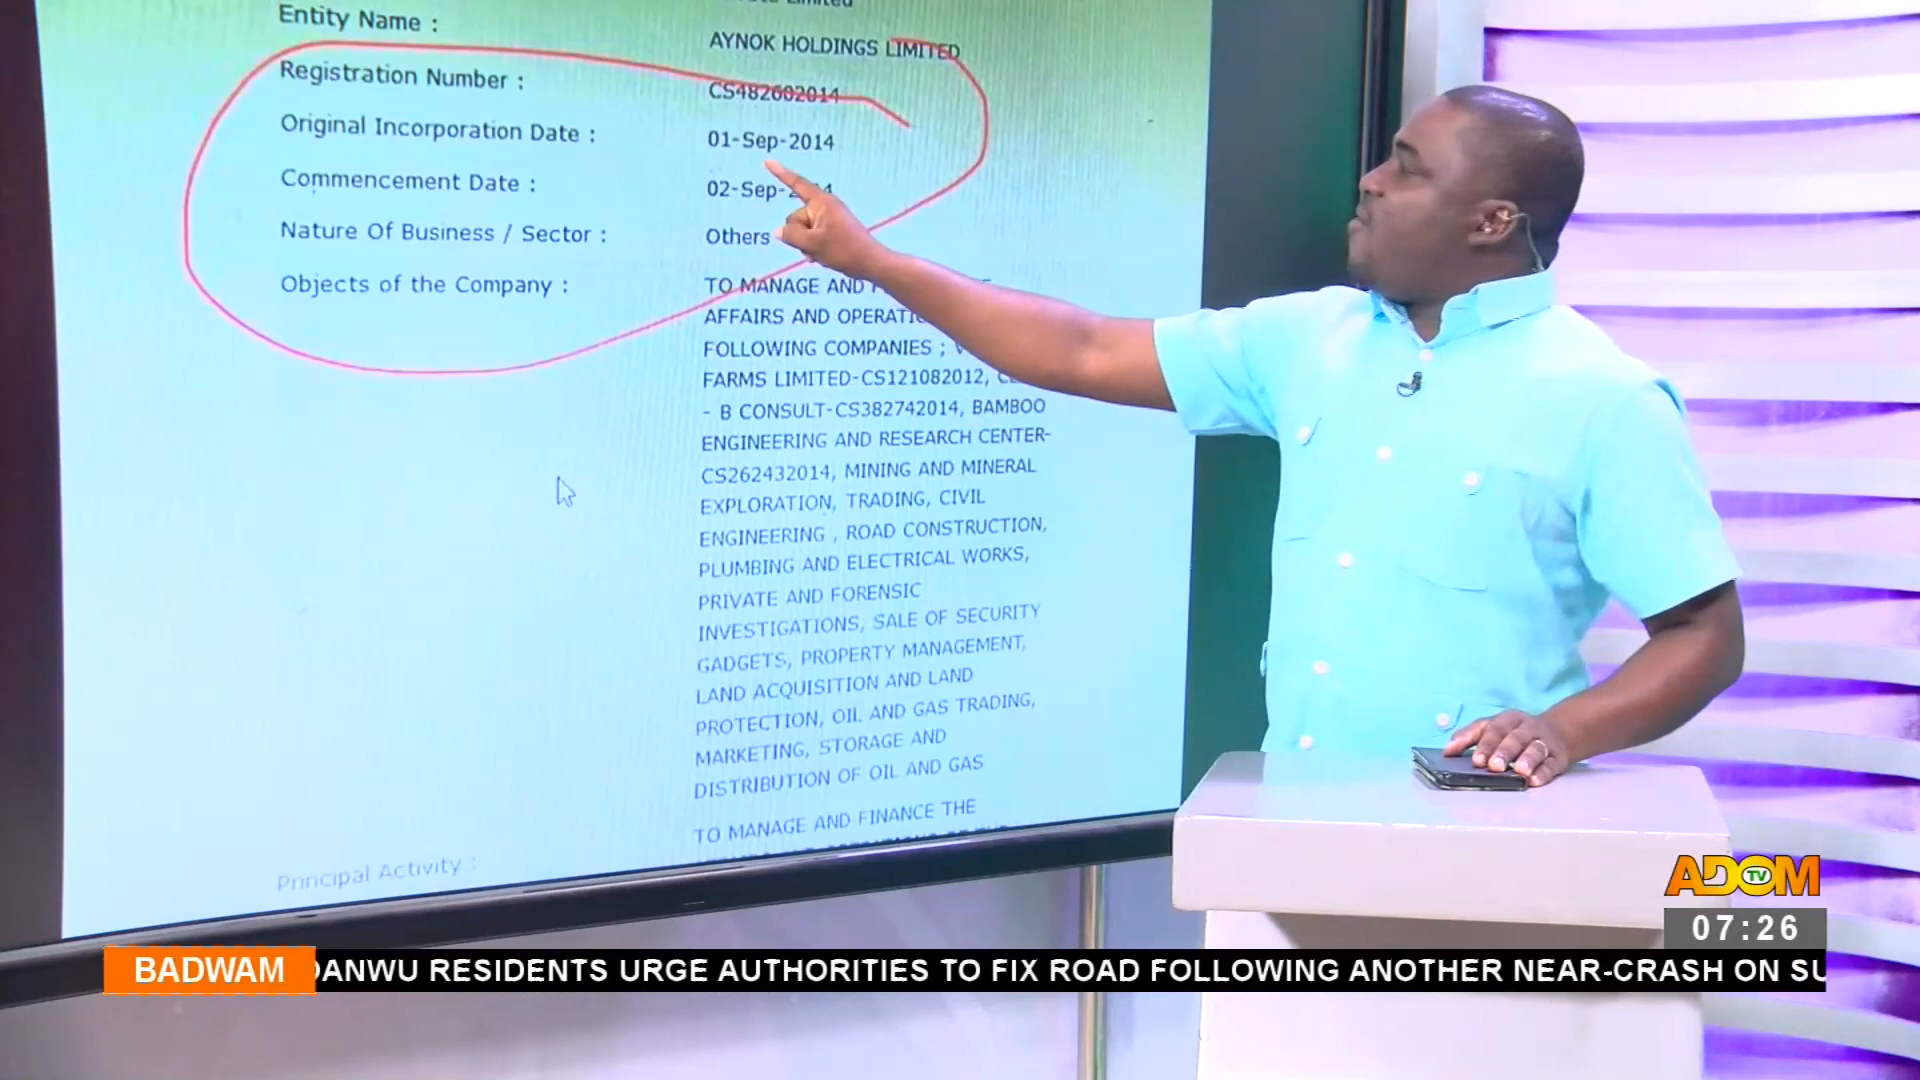 Limited
Entity Name :
AYNOK HOLDINGS LIMITED
Registration Number :
CS482602014
Original Incorporation Date :
01-Sep-2014
Commencement Date :
02-Sep-2014
Nature Of Business / Sector :
Others
Objects of the Company :
TO MANAGE AND
AFFAIRS AND
FOLLOWING COMPANIES ;
FARMS LIMITED-CS121082012,
- B CONSULT-CS382742014, BAMBOO
ENGINEERING AND RESEARCH CENTER-
CS262432014, MINING AND MINERAL
EXPLORATION, TRADING, CIVIL
ENGINEERING , ROAD CONSTRUCTION,
PLUMBING AND ELECTRICAL WORKS,
PRIVATE AND FORENSIC
INVESTIGATIONS, SALE OF SECURITY
GADGETS, PROPERTY MANAGEMENT,
LAND ACQUISITION AND LAND
PROTECTION, OIL AND GAS TRADING,
MARKETING, STORAGE AND
DISTRIBUTION OF OIL AND GAS
TO MANAGE AND FINANCE THE
Principal Activity :
ADOM TV
07:26
BADWAM
DANWU RESIDENTS URGE AUTHORITIES TO FIX ROAD FOLLOWING ANOTHER NEAR-CRASH ON SU